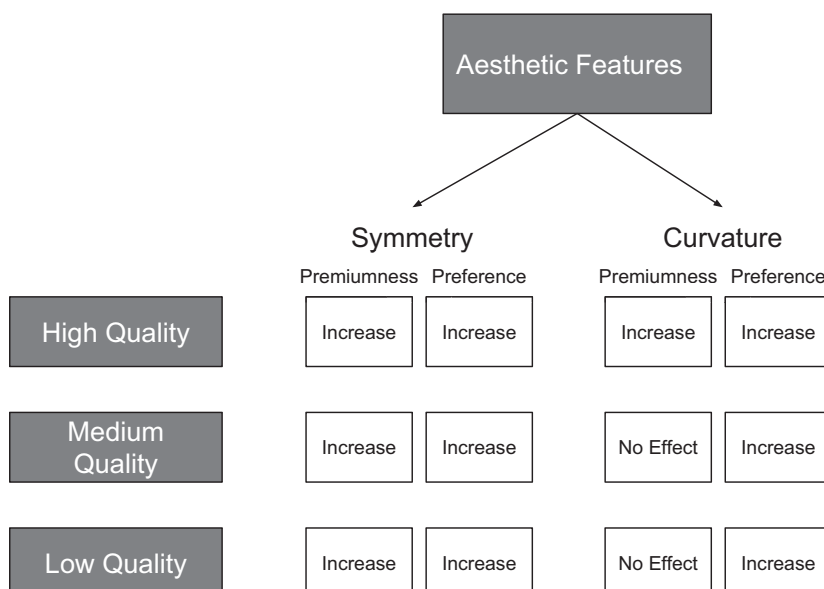 Aesthetic Features
Symmetry Curvature
Premiumness Preference Premiumness Preference
High Quality Increase Increase Increase Increase
Medium
Quality Increase Increase No Effect Increase
Low Quality Increase Increase No Effect Increase